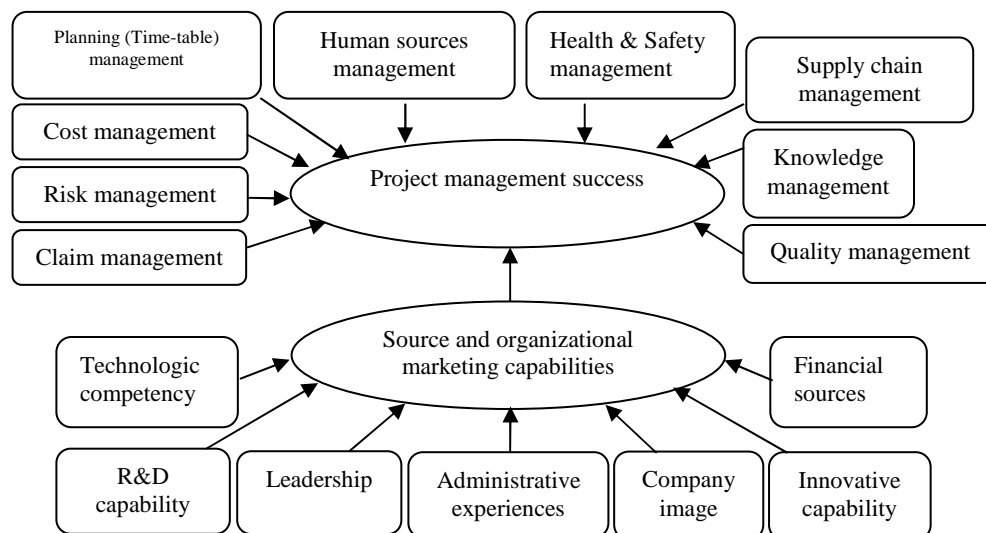 Planning (Time-table)
management
Human sources
management
Health & Safety
management
Supply chain
management
Cost management
Risk management
Claim management
Project management success
Knowledge
management
Quality management
Source and organizational
marketing capabilities
Technologic
competency
Financial
sources
R&D
capability
Leadership
Administrative
experiences
Company
image
Innovative
capability